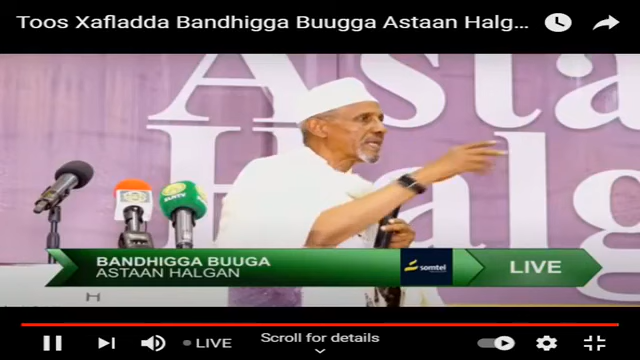 Toos Xafladda Bandhigga Buugga Astaan Halg...
Asta
Halg
BANDHIGGA BUUGA
ASTAAN HALGAN
somtel
LIVE
H
LIVE
Scroll for details